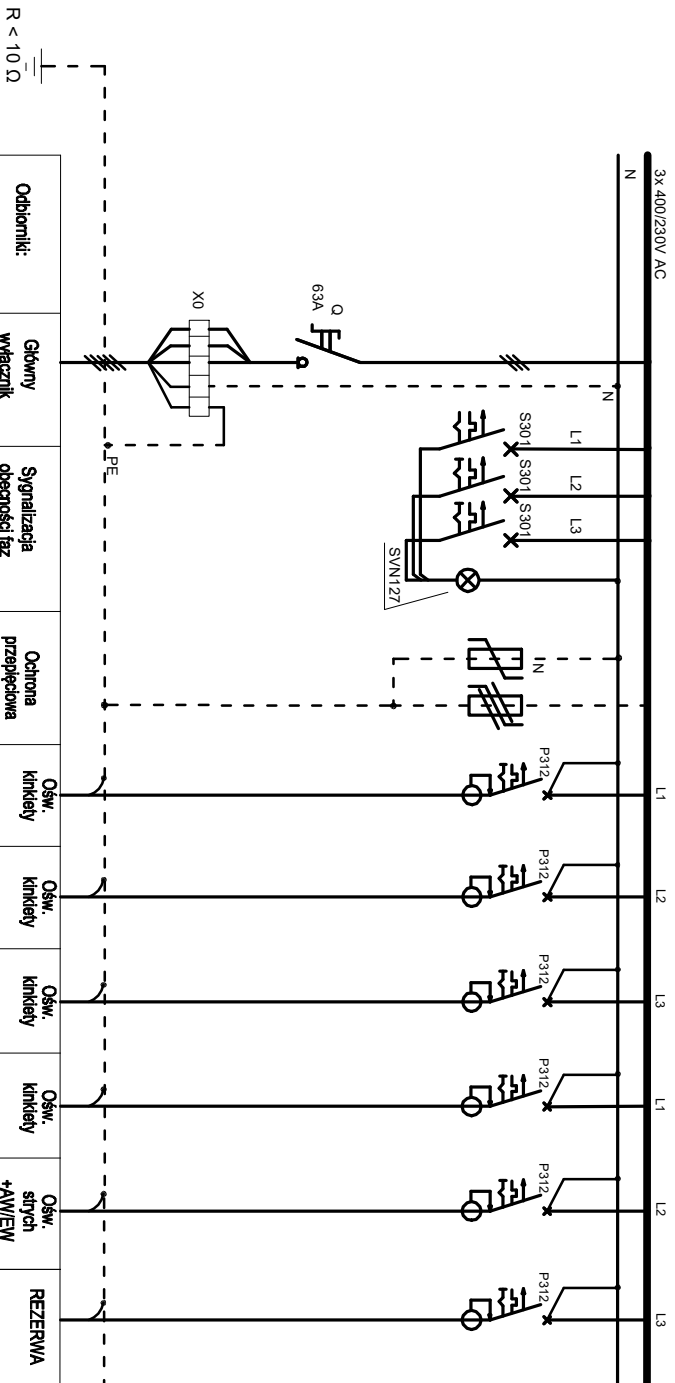 3x 400/230V AC
N
N
L1
L2
L3
S301
S301
S301
SVN127
Q
63A
X0
PE
N
L1
L2
L3
L1
L2
L3
P312
P312
P312
P312
P312
P312
R < 10 Ω
Odbiorniki:
Główny
wyłącznik
Sygnalizacja
obecności faz
Ochrona
przepięciowa
Ośw.
kinkiety
Ośw.
kinkiety
Ośw.
kinkiety
Ośw.
kinkiety
Ośw.
strych
+AW/EW
REZERWA